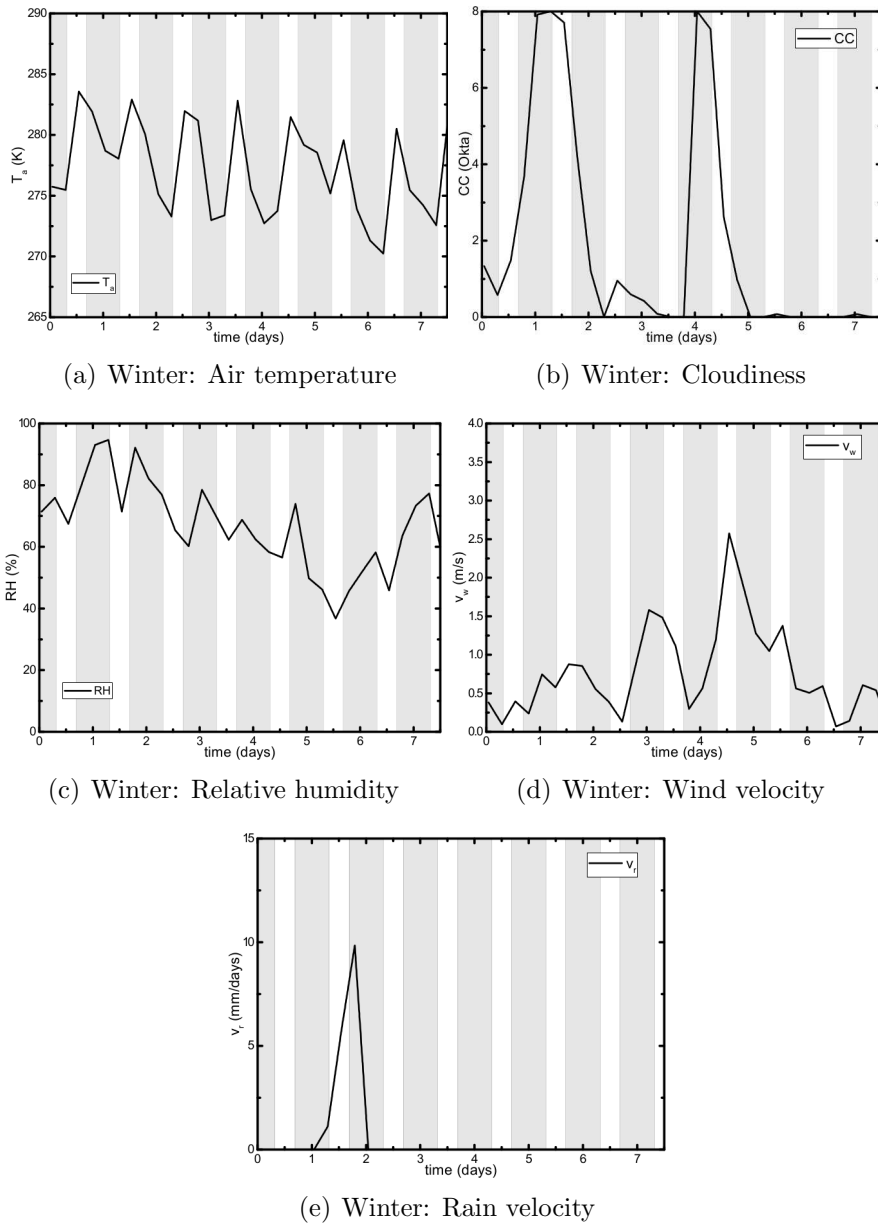 290
285
280
275
270
265
T_a (K)
T_a
0 1 2 3 4 5 6 7
time (days)
(a) Winter: Air temperature
8
6
4
2
0
CC (Okta)
CC
0 1 2 3 4 5 6 7
time (days)
(b) Winter: Cloudiness
100
80
60
40
20
0
RH (%)
RH
0 1 2 3 4 5 6 7
time (days)
(c) Winter: Relative humidity
4.0
3.5
3.0
2.5
2.0
1.5
1.0
0.5
0.0
v_w (m/s)
v_w
0 1 2 3 4 5 6 7
time (days)
(d) Winter: Wind velocity
15
10
5
0
v_r (mm/days)
v_r
0 1 2 3 4 5 6 7
time (days)
(e) Winter: Rain velocity